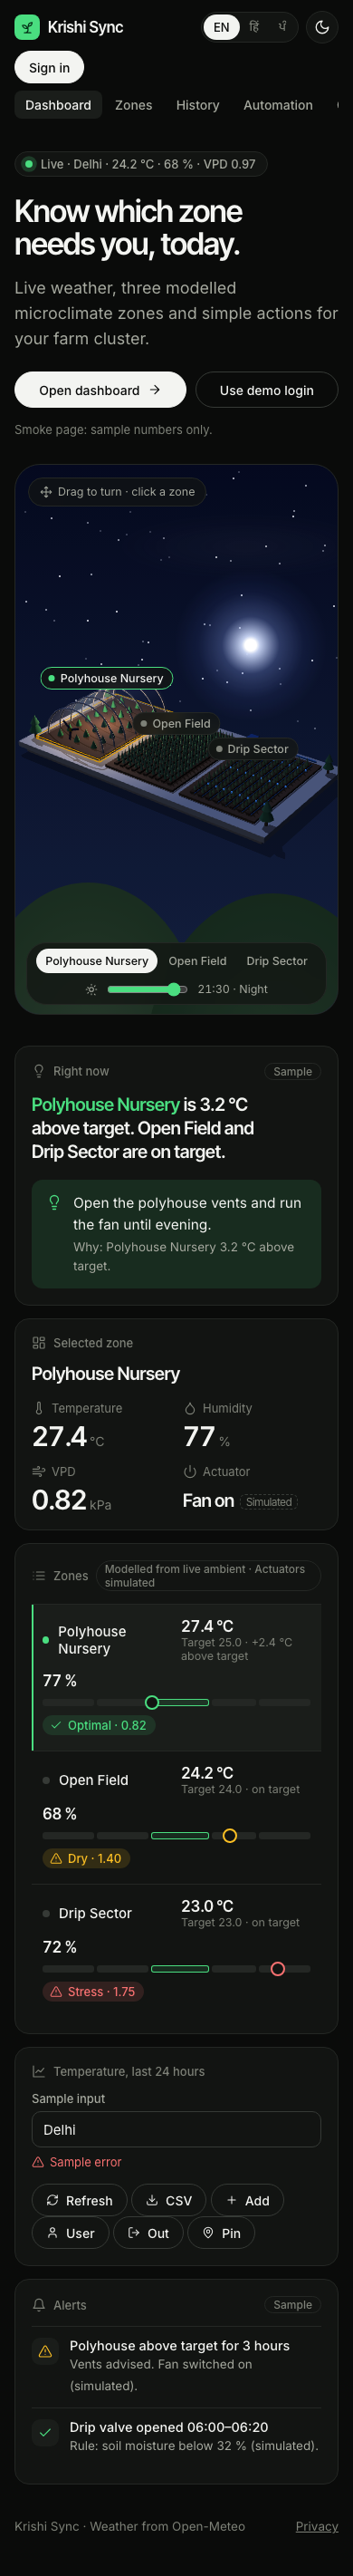 Krishi Sync
EN
हिं
ਪੰ
Sign in
Dashboard Zones History Automation
Live · Delhi · 24.2 °C · 68 % · VPD 0.97
Know which zone
needs you, today.
Live weather, three modelled
microclimate zones and simple actions for
your farm cluster.
Open dashboard →
Use demo login
Smoke page: sample numbers only.
Drag to turn · click a zone
Polyhouse Nursery
Open Field
Drip Sector
Polyhouse Nursery Open Field Drip Sector
21:30 · Night
Right now
Sample
Polyhouse Nursery is 3.2 °C
above target. Open Field and
Drip Sector are on target.
Open the polyhouse vents and run
the fan until evening.
Why: Polyhouse Nursery 3.2 °C above
target.
Selected zone
Polyhouse Nursery
Temperature
Humidity
27.4 °C
77 %
VPD
Actuator
0.82 kPa
Fan on Simulated
Zones
Modelled from live ambient · Actuators
simulated
Polyhouse
Nursery
27.4 °C
Target 25.0 · +2.4 °C
above target
77 %
Optimal · 0.82
Open Field
24.2 °C
Target 24.0 · on target
68 %
Dry · 1.40
Drip Sector
23.0 °C
Target 23.0 · on target
72 %
Stress · 1.75
Temperature, last 24 hours
Sample input
Delhi
Sample error
Refresh
CSV
Add
User
Out
Pin
Alerts
Sample
Polyhouse above target for 3 hours
Vents advised. Fan switched on
(simulated).
Drip valve opened 06:00–06:20
Rule: soil moisture below 32 % (simulated).
Krishi Sync · Weather from Open-Meteo
Privacy